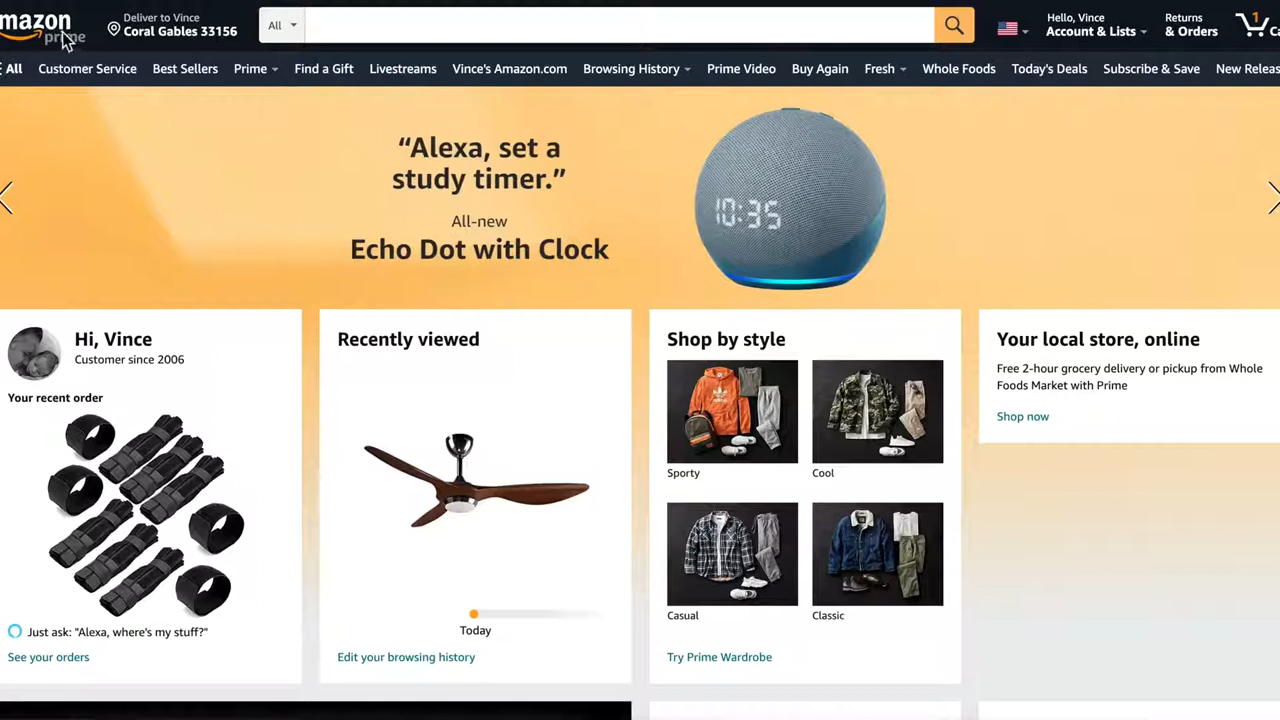 mazon
prime
Deliver to Vince
Coral Gables 33156
All
Hello, Vince
Account & Lists
Returns
& Orders
1
Ca
All
Customer Service
Best Sellers
Prime
Find a Gift
Livestreams
Vince's Amazon.com
Browsing History
Prime Video
Buy Again
Fresh
Whole Foods
Today's Deals
Subscribe & Save
New Releas
“Alexa, set a
study timer.”
All-new
Echo Dot with Clock
10:35
Hi, Vince
Customer since 2006
Your recent order
Just ask: "Alexa, where's my stuff?"
See your orders
Recently viewed
Today
Edit your browsing history
Shop by style
Sporty
Cool
Casual
Classic
Try Prime Wardrobe
Your local store, online
Free 2-hour grocery delivery or pickup from Whole
Foods Market with Prime
Shop now